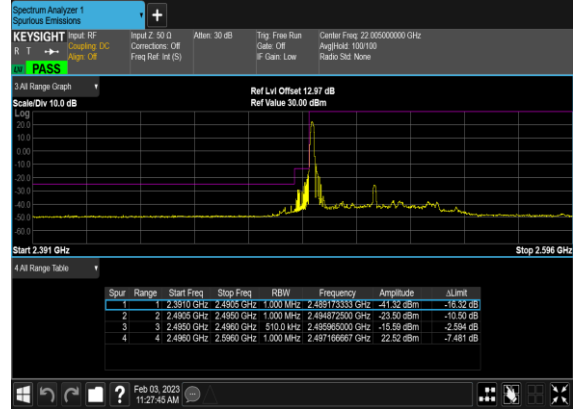 Spectrum Analyzer 1
Spurious Emissions
KEYSIGHT Input: RF Input Z: 50 Ω Atten: 30 dB Trig: Free Run Center Freq: 22.005000000 GHz
R T Coupling: DC Corrections: Off Gate: Off Avg|Hold: 100/100
Align: Off Freq Ref: Int (S) IF Gain: Low Radio Std: None
PASS
3 All Range Graph
Ref Lvl Offset 12.97 dB
Scale/Div 10.0 dB Ref Value 30.00 dBm
Log
20.0
10.0
0.00
-10.0
-20.0
-30.0
-40.0
-50.0
-60.0
Start 2.391 GHz Stop 2.596 GHz
4 All Range Table
Spur Range Start Freq Stop Freq RBW Frequency Amplitude ΔLimit
1 1 2.3910 GHz 2.4905 GHz 1.000 MHz 2.489173333 GHz -41.32 dBm -16.32 dB
2 2 2.4905 GHz 2.4950 GHz 1.000 MHz 2.494872500 GHz -23.50 dBm -10.50 dB
3 3 2.4950 GHz 2.4960 GHz 510.0 kHz 2.495965000 GHz -15.59 dBm -2.594 dB
4 4 2.4960 GHz 2.5960 GHz 1.000 MHz 2.497166667 GHz 22.52 dBm -7.481 dB
? Feb 03, 2023
11:27:45 AM